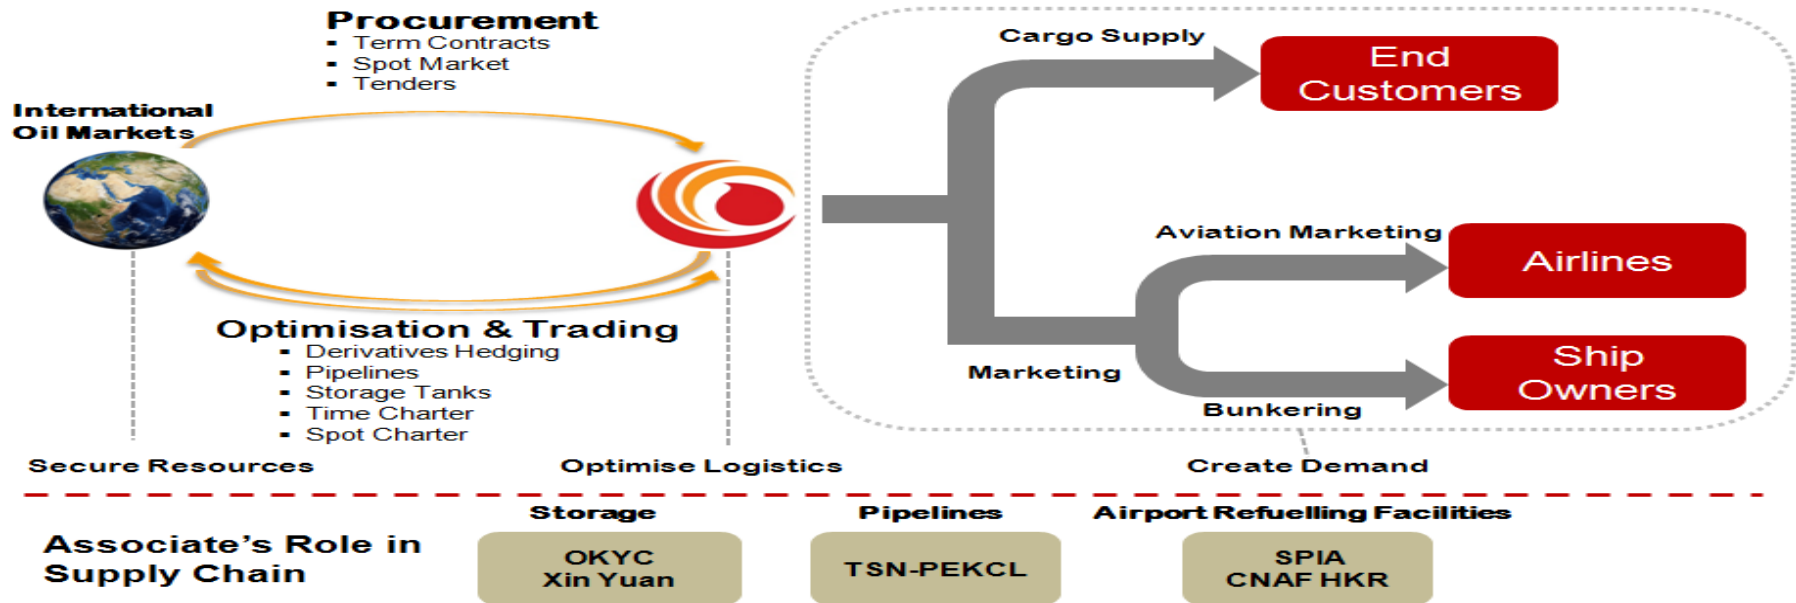 Procurement
▪ Term Contracts
▪ Spot Market
▪ Tenders
International
Oil Markets
Optimisation & Trading
▪ Derivatives Hedging
▪ Pipelines
▪ Storage Tanks
▪ Time Charter
▪ Spot Charter
Cargo Supply
End
Customers
Aviation Marketing
Airlines
Marketing
Ship
Owners
Bunkering
Secure Resources
Optimise Logistics
Create Demand
Associate's Role in
Supply Chain
Storage
OKYC
Xin Yuan
Pipelines
TSN-PEKCL
Airport Refuelling Facilities
SPIA
CNAF HKR